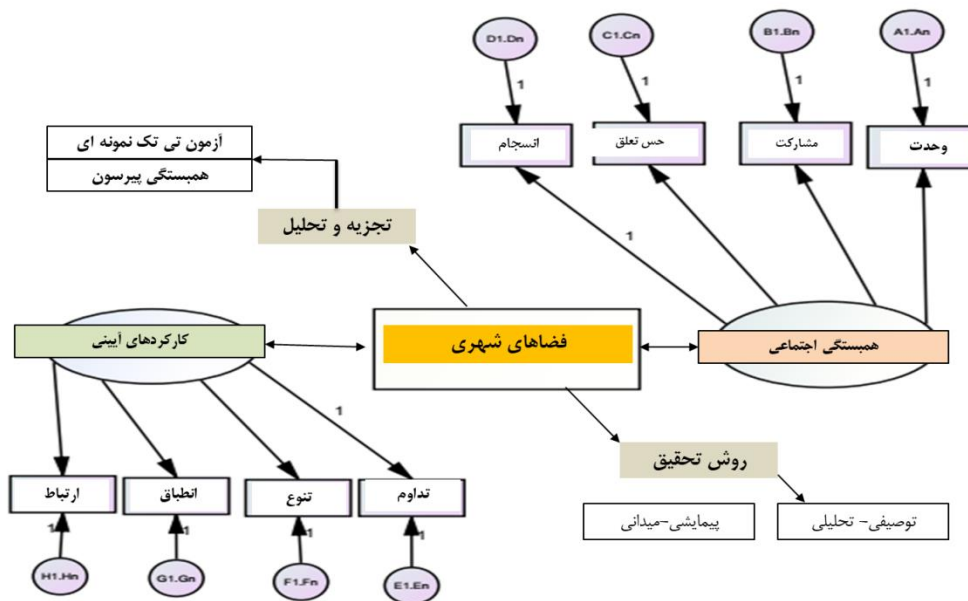 A1.An
B1.Bn
C1.Cn
D1.Dn
1
1
1
1
وحدت
مشارکت
حس تعلق
انسجام
آزمون تی تک نمونه ای
همبستگی پیرسون
تجزیه و تحلیل
1
همبستگی اجتماعی
فضاهای شهری
کارکردهای آیینی
1
روش تحقیق
توصیفی- تحلیلی
پیمایشی-میدانی
تداوم
تنوع
انطباق
ارتباط
1
1
1
1
E1.En
F1.Fn
G1.Gn
H1.Hn